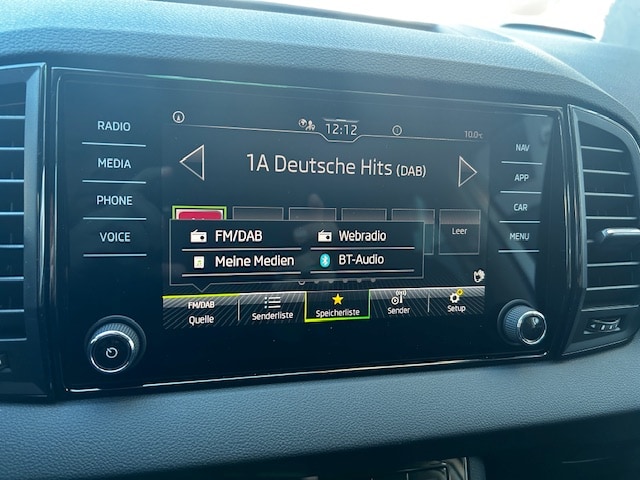 RADIO
MEDIA
PHONE
VOICE
12:12
10.0°C
1A Deutsche Hits (DAB)
Leer
FM/DAB
Webradio
Meine Medien
BT-Audio
FM/DAB
Quelle
Senderliste
Speicherliste
Sender
Setup
NAV
APP
CAR
MENU